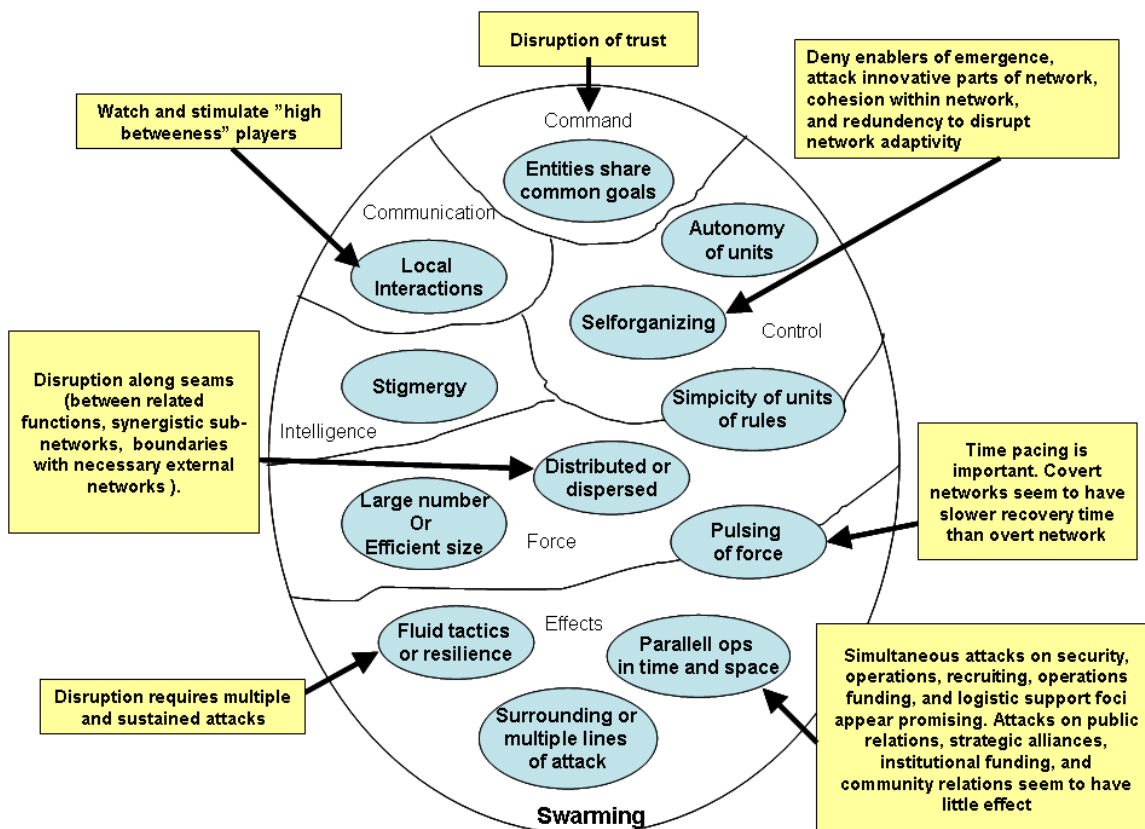 Disruption of trust
Deny enablers of emergence,
attack innovative parts of network,
cohesion within network,
and redundency to disrupt
network adaptivity
Watch and stimulate ”high
betweeness” players
Command
Entities share
common goals
Communication
Autonomy
of units
Local
Interactions
Selforganizing
Control
Disruption along seams
(between related
functions, synergistic sub-
networks, boundaries
with necessary external
networks ).
Stigmergy
Simpicity of units
of rules
Intelligence
Distributed or
dispersed
Time pacing is
important. Covert
networks seem to have
slower recovery time
than overt network
Large number
Or
Efficient size
Force
Pulsing
of force
Effects
Fluid tactics
or resilience
Parallell ops
in time and space
Simultaneous attacks on security,
operations, recruiting, operations
funding, and logistic support foci
appear promising. Attacks on public
relations, strategic alliances,
institutional funding, and
community relations seem to have
little effect
Disruption requires multiple
and sustained attacks
Surrounding or
multiple lines
of attack
Swarming